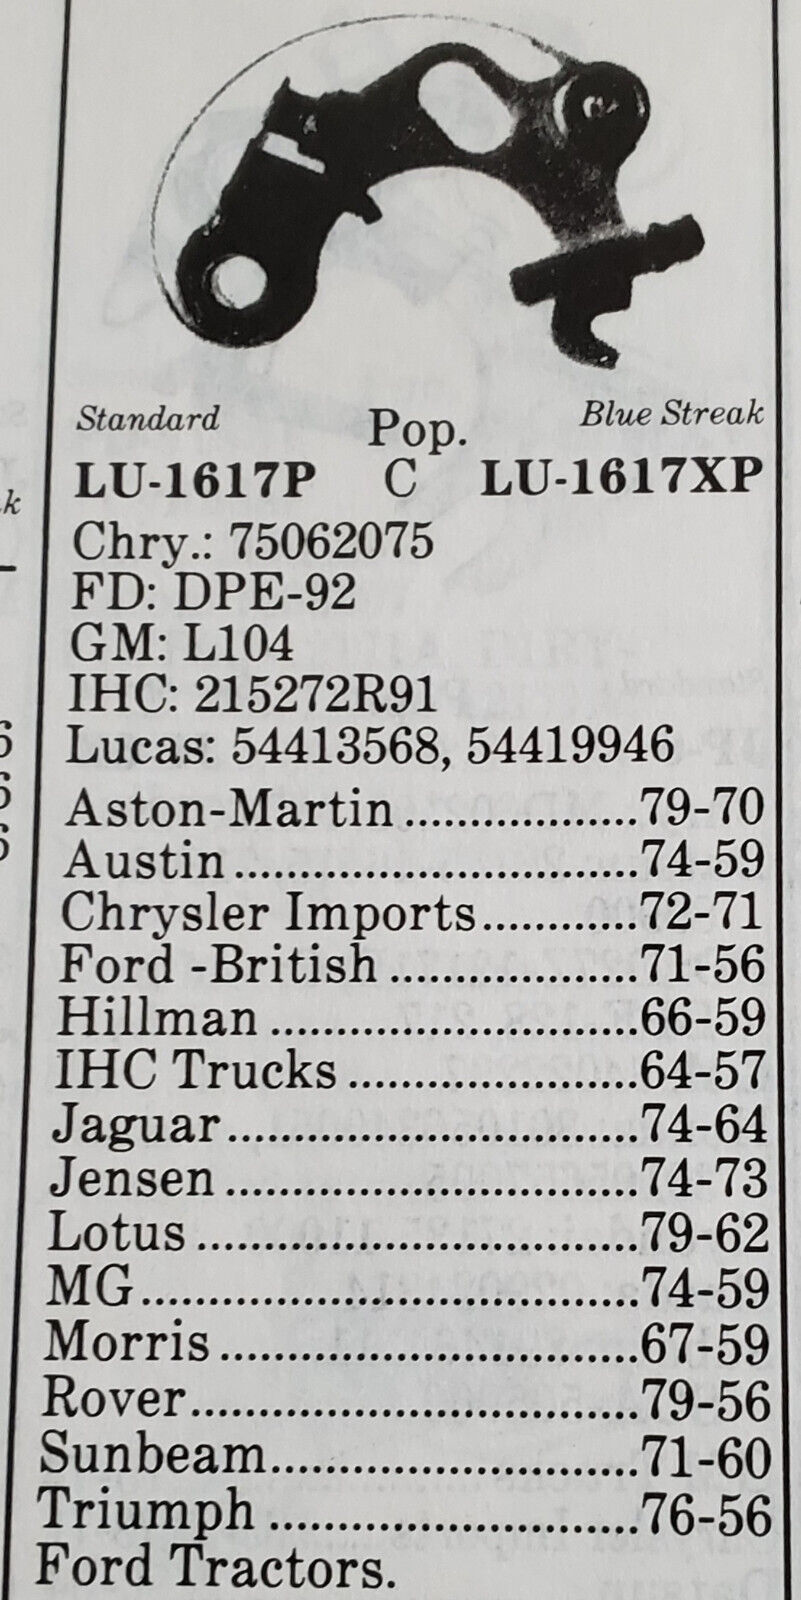 Standard Pop. Blue Streak
LU-1617P C LU-1617XP
Chry.: 75062075
FD: DPE-92
GM: L104
IHC: 215272R91
Lucas: 54413568, 54419946
Aston-Martin..................79-70
Austin...............................74-59
Chrysler Imports............72-71
Ford -British...................71-56
Hillman............................66-59
IHC Trucks......................64-57
Jaguar...............................74-64
Jensen...............................74-73
Lotus.................................79-62
MG.....................................74-59
Morris................................67-59
Rover..................................79-56
Sunbeam............................71-60
Triumph............................76-56
Ford Tractors.